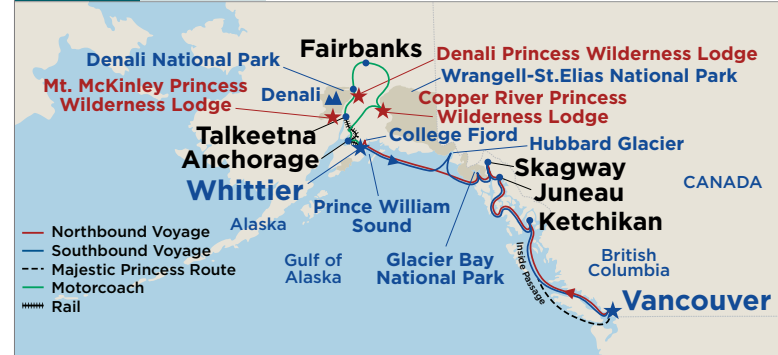 Fairbanks
Denali National Park
Denali Princess Wilderness Lodge
Wrangell-St.Elias National Park
Mt. McKinley Princess
Wilderness Lodge
Denali
Copper River Princess
Wilderness Lodge
Talkeetna
College Fjord
Anchorage
Hubbard Glacier
Skagway
Whittier
Juneau
CANADA
Prince William
Sound
Ketchikan
Alaska
Northbound Voyage
Southbound Voyage
Majestic Princess Route
Motorcoach
Rail
Gulf of
Alaska
Glacier Bay
National Park
Inside Passage
British
Columbia
Vancouver